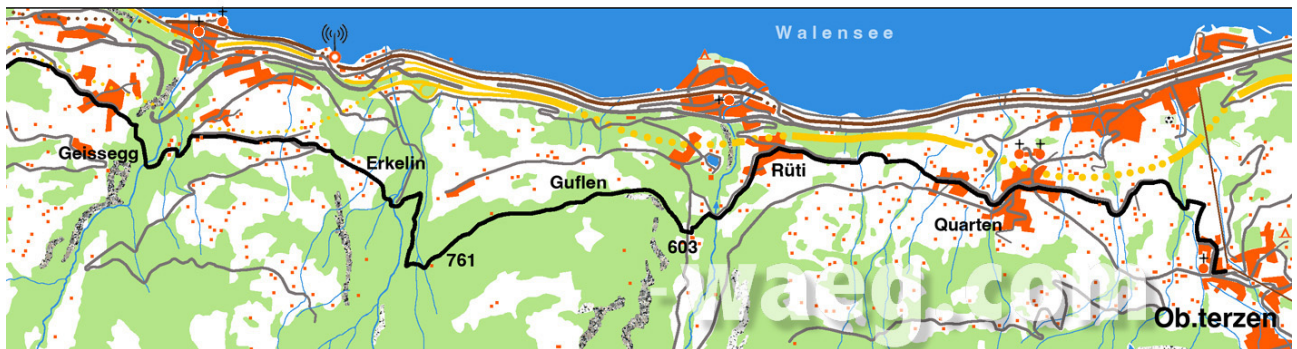 Walensee
Geissegg
Erkelin
Guflen
Rüti
Quarten
603
761
-waeg.com
Ob.terzen